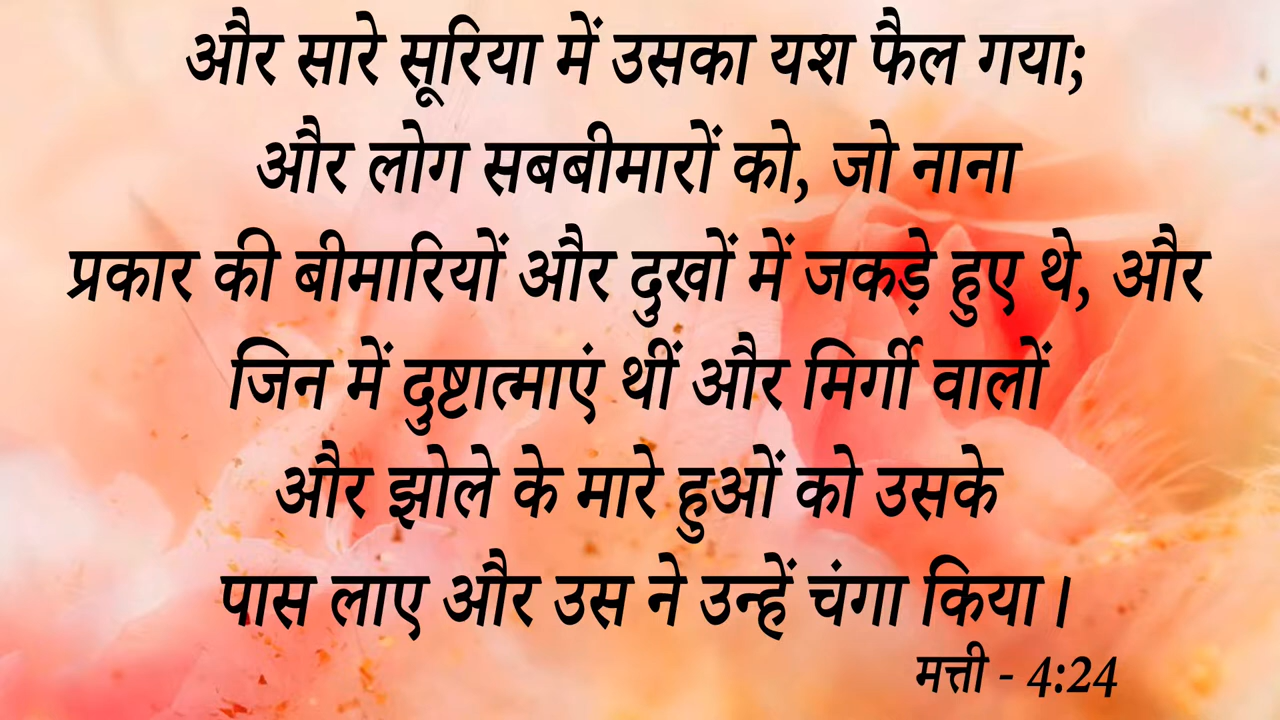 और सारे सूरिया में उसका यश फैल गया;
और लोग सबबीमारों को, जो नाना
प्रकार की बीमारियों और दुखों में जकड़े हुए थे, और
जिन में दुष्टात्माएं थीं और मिर्गी वालों
और झोले के मारे हुओं को उसके
पास लाए और उस ने उन्हें चंगा किया।
मत्ती - 4:24